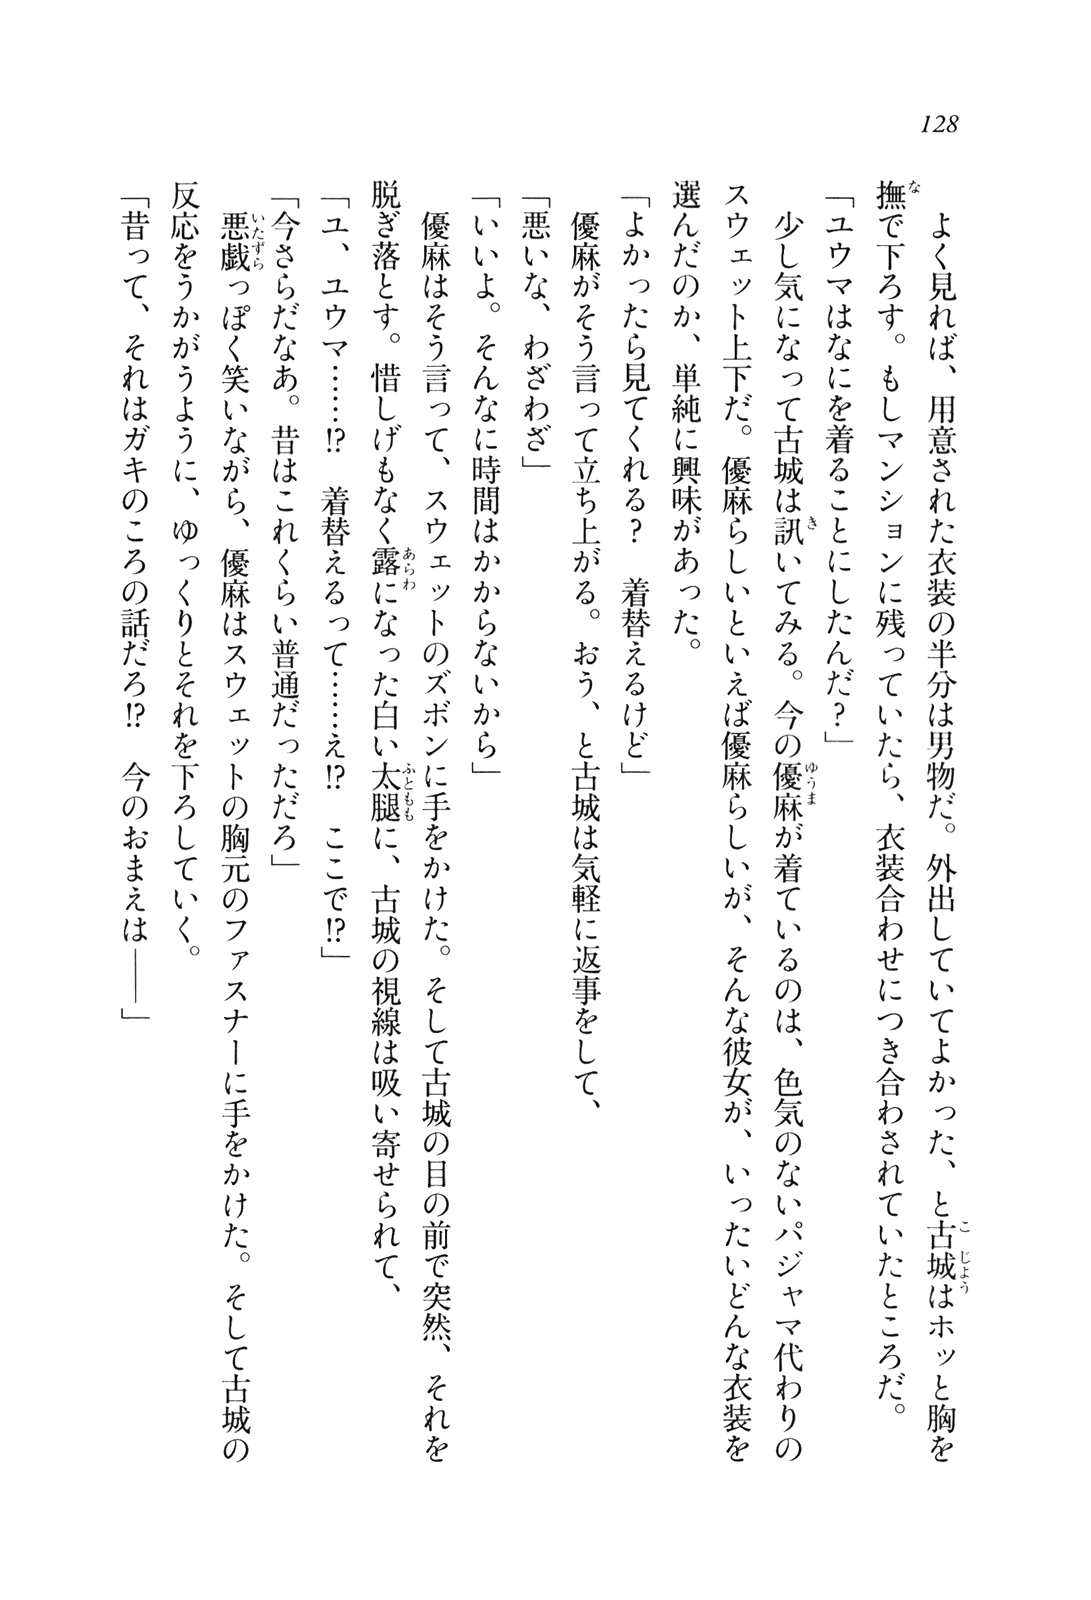 128
よく見れば、用意された衣装の半分は男物だ。外出していてよかった、と古城はホッと胸を
撫で下ろす。もしマンションに残っていたら、衣装合わせにつき合わされていたところだ。
「ユウマはなにを着ることにしたんだ?」
少し気になって古城は訊いてみる。今の優麻が着ているのは、色気のないパジャマ代わりの
スウェット上下だ。優麻らしいといえば優麻らしいが、そんな彼女が、いったいどんな衣装を
選んだのか、単純に興味があった。
「よかったら見てくれる? 着替えるけど」
優麻がそう言って立ち上がる。おう、と古城は気軽に返事をして、
「悪いな、わざわざ」
「いいよ。そんなに時間はかからないから」
優麻はそう言って、スウェットのズボンに手をかけた。そして古城の目の前で突然、それを
脱ぎ落とす。惜しげもなく露になった白い太腿に、古城の視線は吸い寄せられて、
「ユ、ユウマ……!? 着替えるって……え!? ここで!?」
「今さらだなあ。昔はこれくらい普通だっただろ」
悪戯っぽく笑いながら、優麻はスウェットの胸元のファスナーに手をかけた。そして古城の
反応をうかがうように、ゆっくりとそれを下ろしていく。
「昔って、それはガキのころの話だろ!? 今のおまえは――」